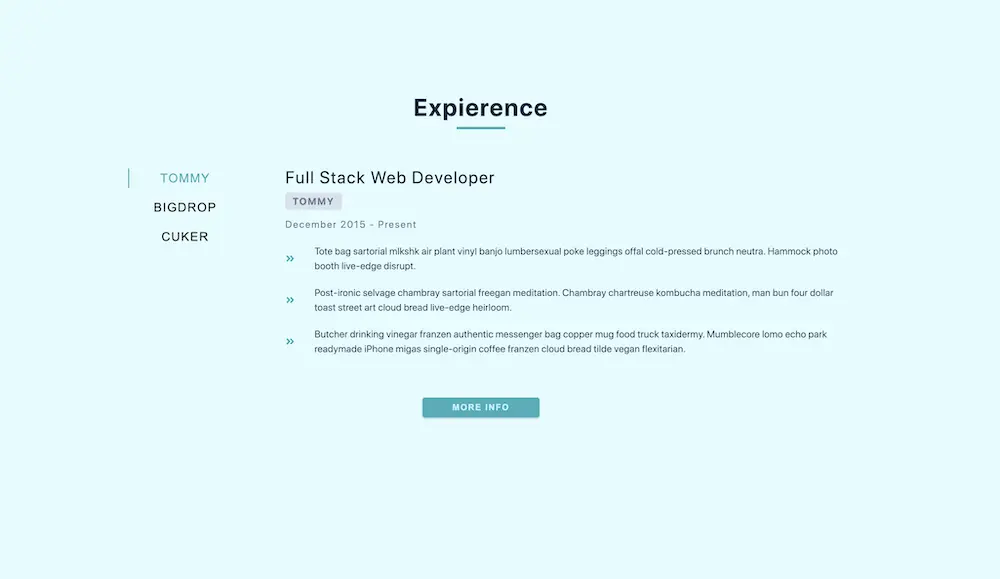 Expierence
TOMMY
BIGDROP
CUKER
Full Stack Web Developer
TOMMY
December 2015 - Present
Tote bag sartorial mlkshk air plant vinyl banjo lumbersexual poke leggings offal cold-pressed brunch neutra. Hammock photo
booth live-edge disrupt.
Post-ironic selvage chambray sartorial freegan meditation. Chambray chartreuse kombucha meditation, man bun four dollar
toast street art cloud bread live-edge heirloom.
Butcher drinking vinegar franzen authentic messenger bag copper mug food truck taxidermy. Mumblecore lomo echo park
readymade iPhone migas single-origin coffee franzen cloud bread tilde vegan flexitarian.
MORE INFO